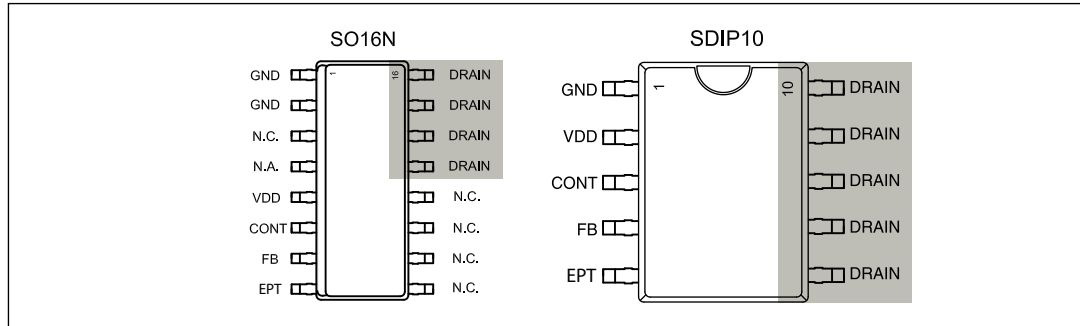 SO16N
GND 1 16 DRAIN
GND DRAIN
N.C. DRAIN
N.A. DRAIN
VDD N.C.
CONT N.C.
FB N.C.
EPT N.C.
SDIP10
GND 1 10 DRAIN
VDD DRAIN
CONT DRAIN
FB DRAIN
EPT DRAIN